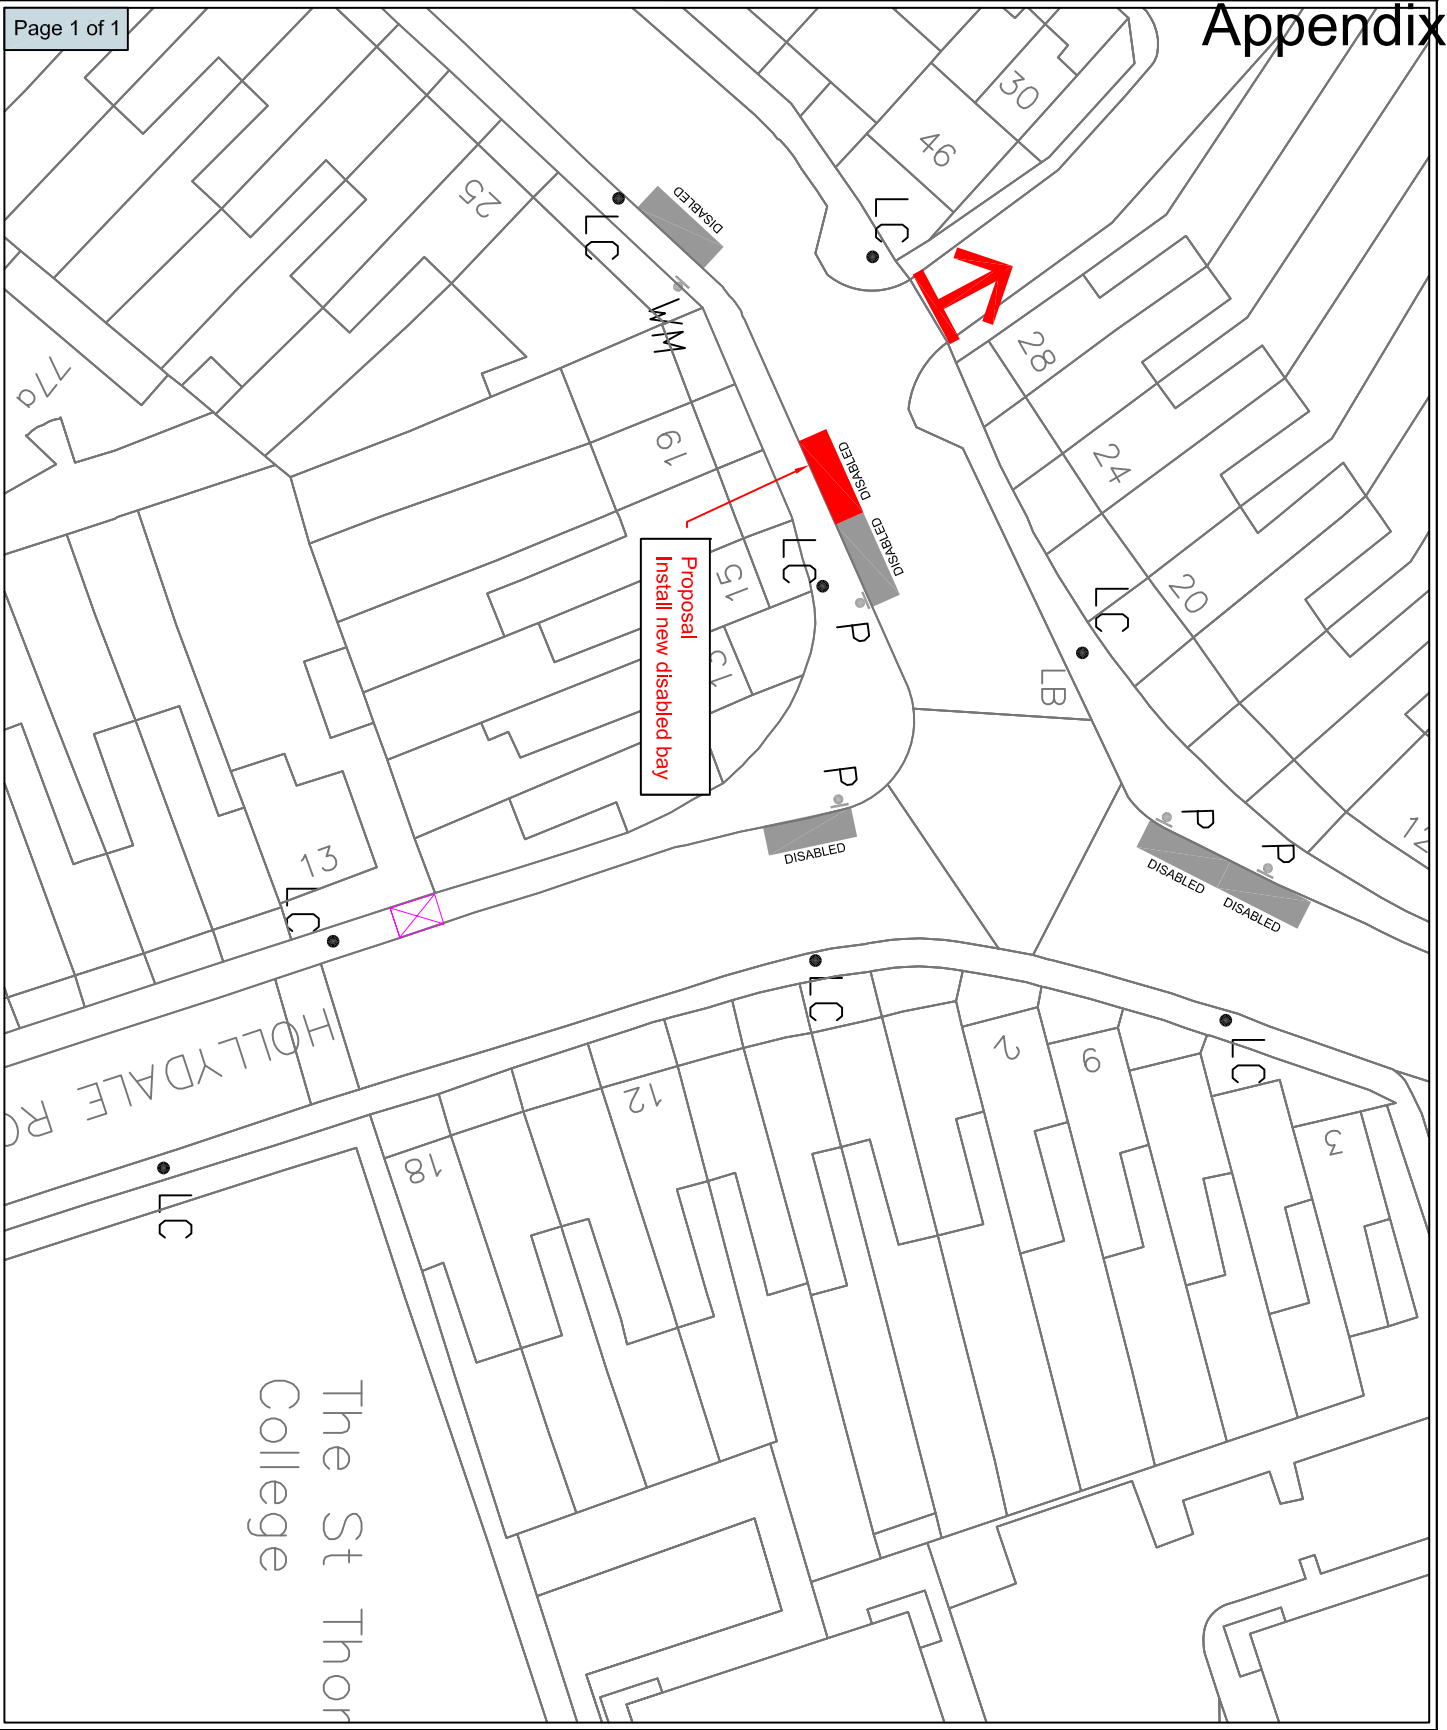 Page 1 of 1
Appendix
30
46
LC
25
DISABLED
LC
WM
28
77a
19
DISABLED
24
DISABLED
LC
15
Proposal
Install new disabled bay
20
LC
P
13
LB
P
P
P
12
DISABLED
DISABLED
DISABLED
13
LC
LC
HOLLYDALE RO
2
6
LC
12
18
3
LC
The St Thom
College